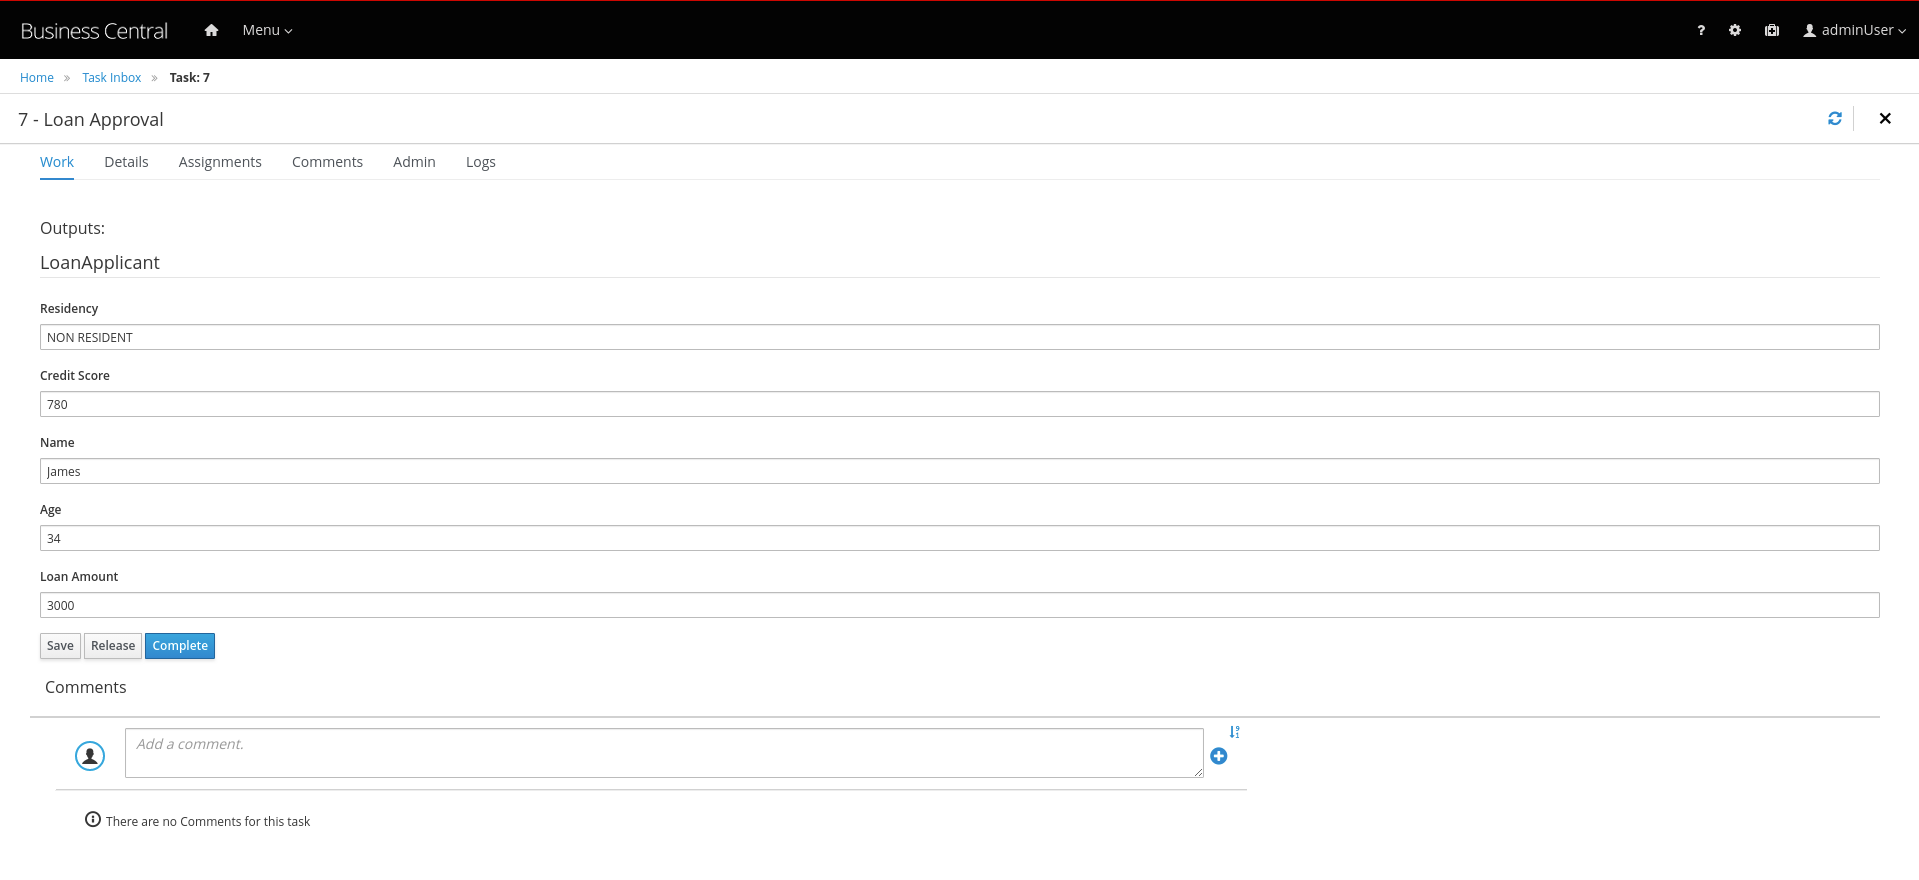 Business Central Menu ? adminUser
Home » Task Inbox » Task: 7
7 - Loan Approval
Work Details Assignments Comments Admin Logs
Outputs:
LoanApplicant
Residency
NON RESIDENT
Credit Score
780
Name
James
Age
34
Loan Amount
3000
Save Release Complete
Comments
Add a comment.
There are no Comments for this task